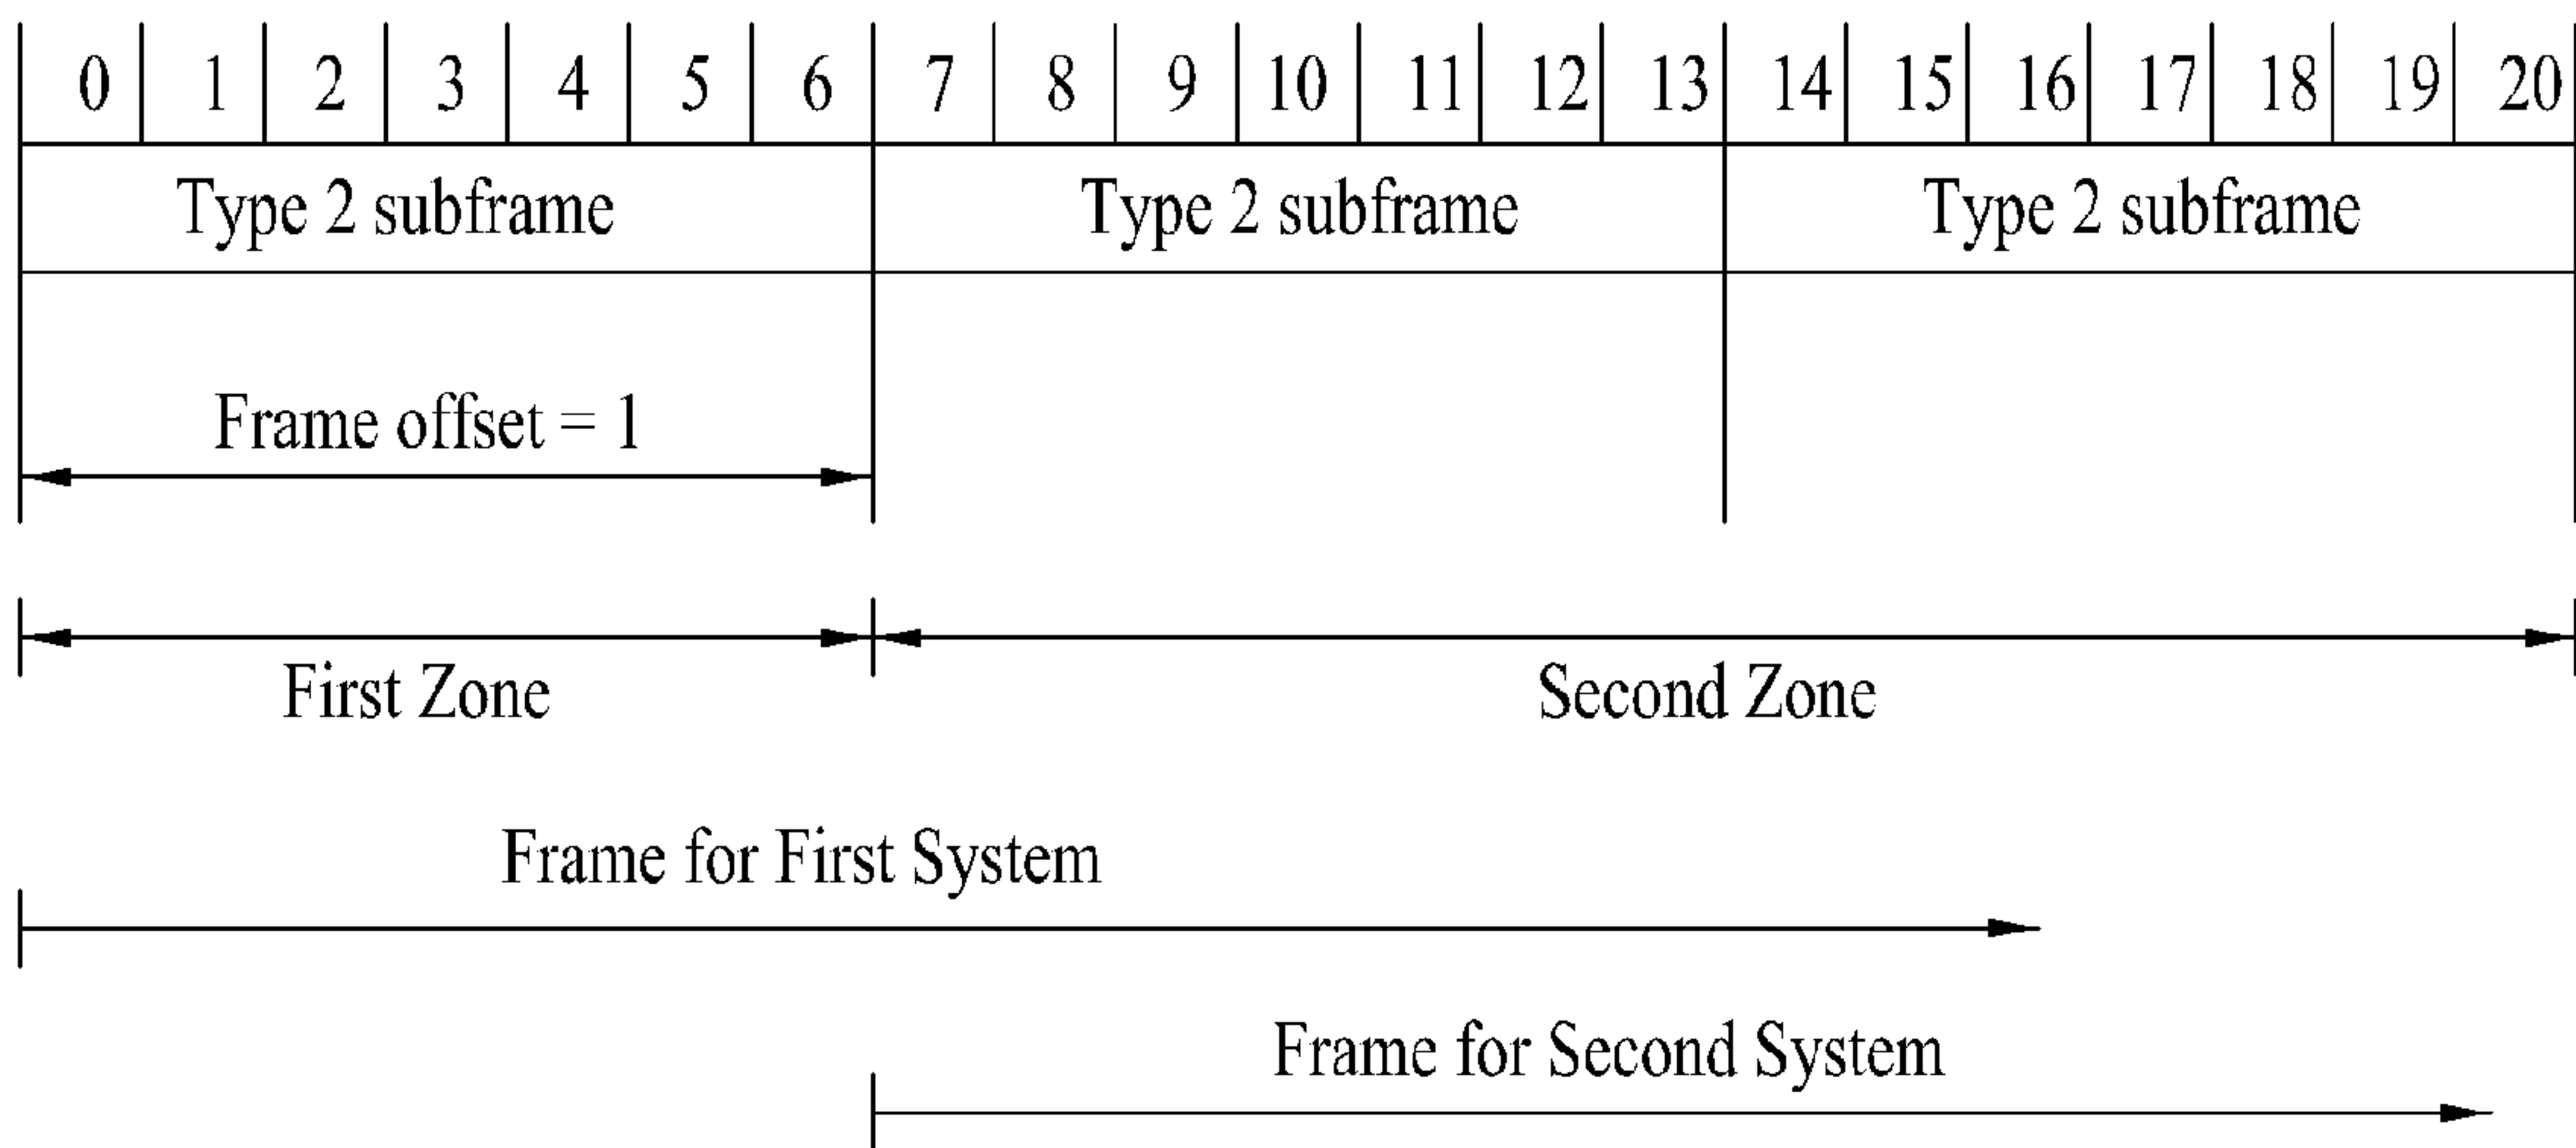 0 1 2 3 4 5 6 7 8 9 10 11 12 13 14 15 16 17 18 19 20
Type 2 subframe Type 2 subframe Type 2 subframe
Frame offset = 1
First Zone Second Zone
Frame for First System
Frame for Second System